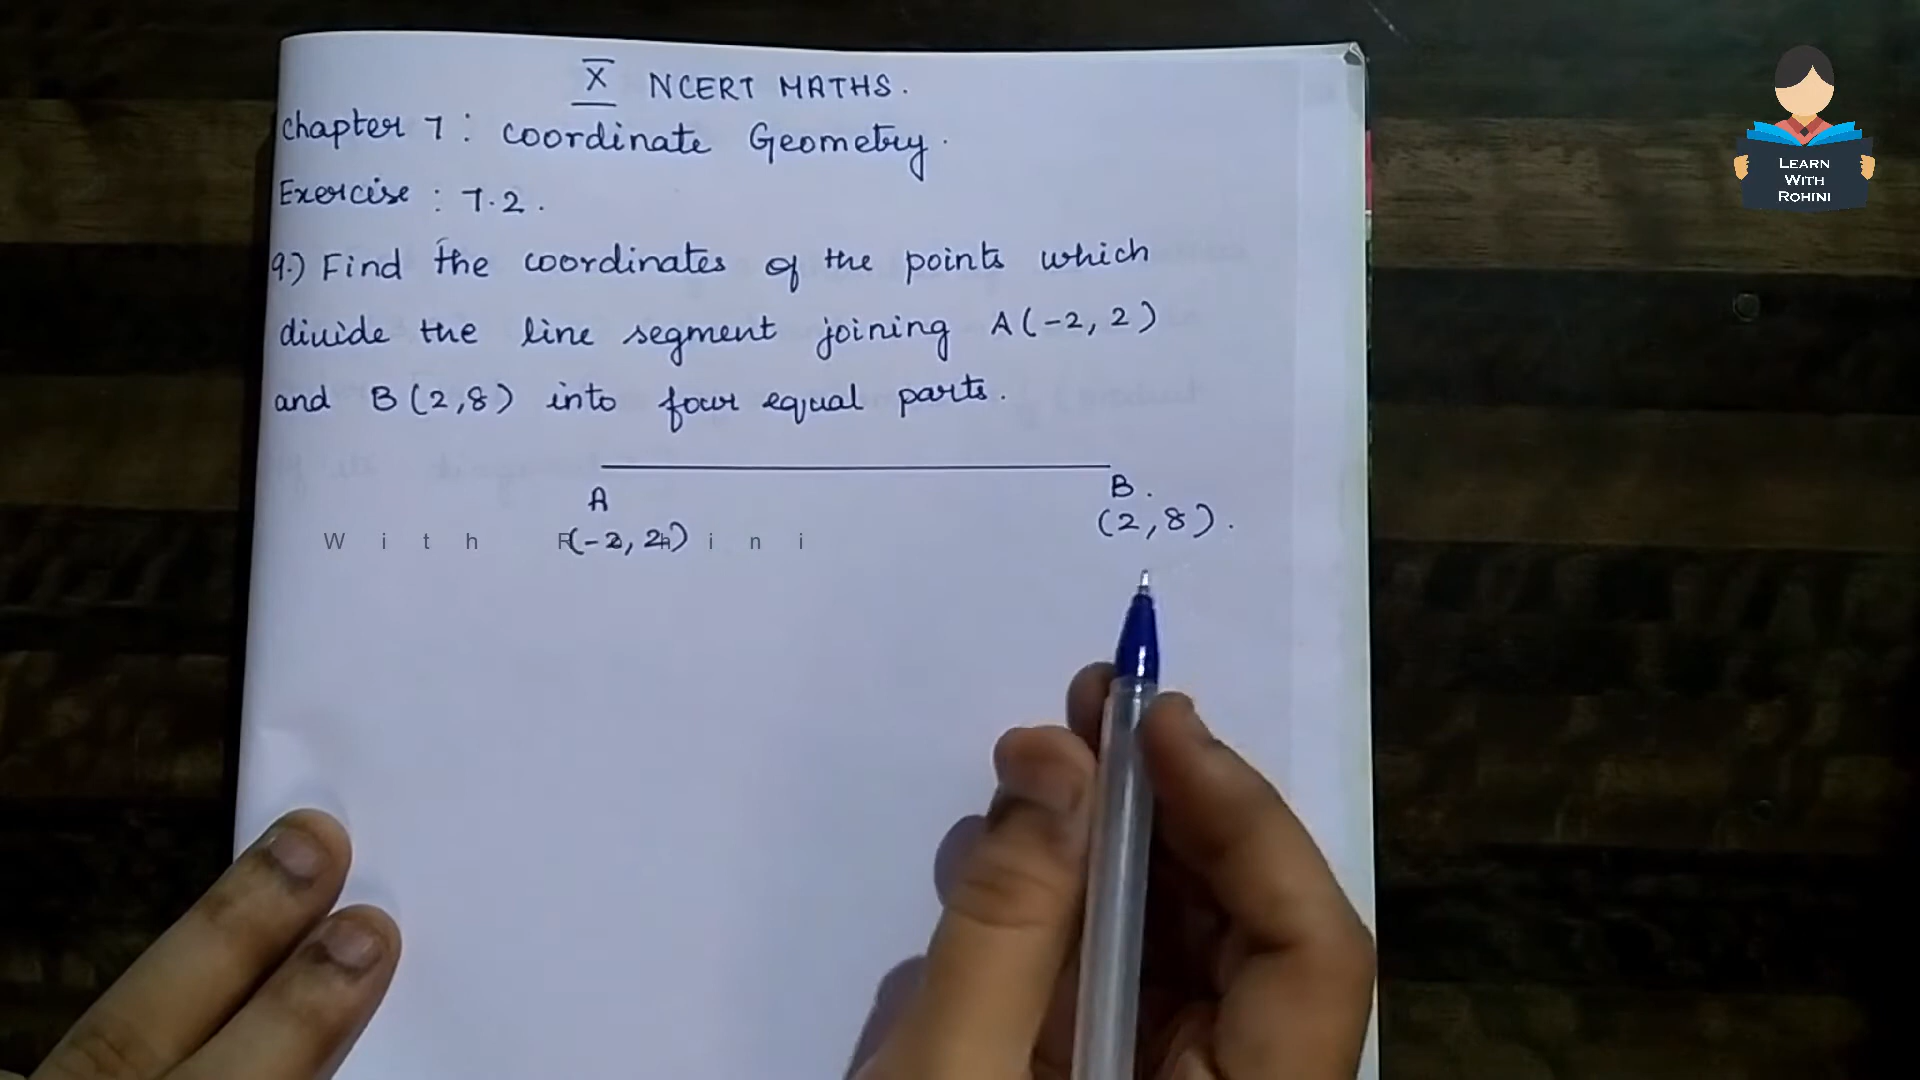 X NCERT MATHS.
Chapter 7: Coordinate Geometry.
Exercise : 7.2.
9.) Find the coordinates of the points which
divide the line segment joining A(-2, 2)
and B(2,8) into four equal parts.
A B.
(-2, 2) (2,8).
With Rohini
LEARN
WITH
ROHINI